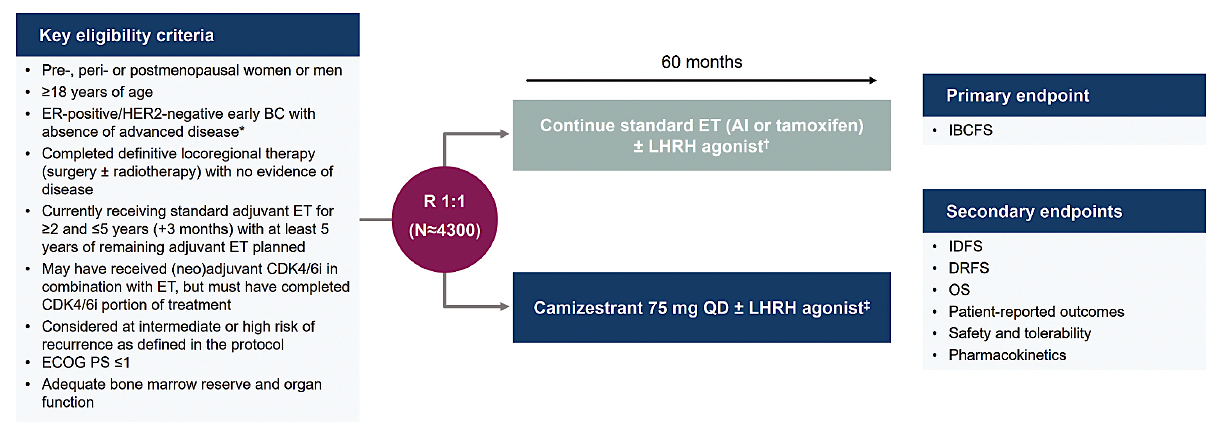 Key eligibility criteria
• Pre-, peri- or postmenopausal women or men
• ≥18 years of age
• ER-positive/HER2-negative early BC with
absence of advanced disease*
• Completed definitive locoregional therapy
(surgery ± radiotherapy) with no evidence of
disease
• Currently receiving standard adjuvant ET for
≥2 and ≤5 years (+3 months) with at least 5
years of remaining adjuvant ET planned
• May have received (neo)adjuvant CDK4/6i in
combination with ET, but must have completed
CDK4/6i portion of treatment
• Considered at intermediate or high risk of
recurrence as defined in the protocol
• ECOG PS ≤1
• Adequate bone marrow reserve and organ
function
R 1:1
(N≈4300)
60 months
Continue standard ET (AI or tamoxifen)
± LHRH agonist†
Camizestrant 75 mg QD ± LHRH agonist‡
Primary endpoint
• IBCFS
Secondary endpoints
• IDFS
• DRFS
• OS
• Patient-reported outcomes
• Safety and tolerability
• Pharmacokinetics